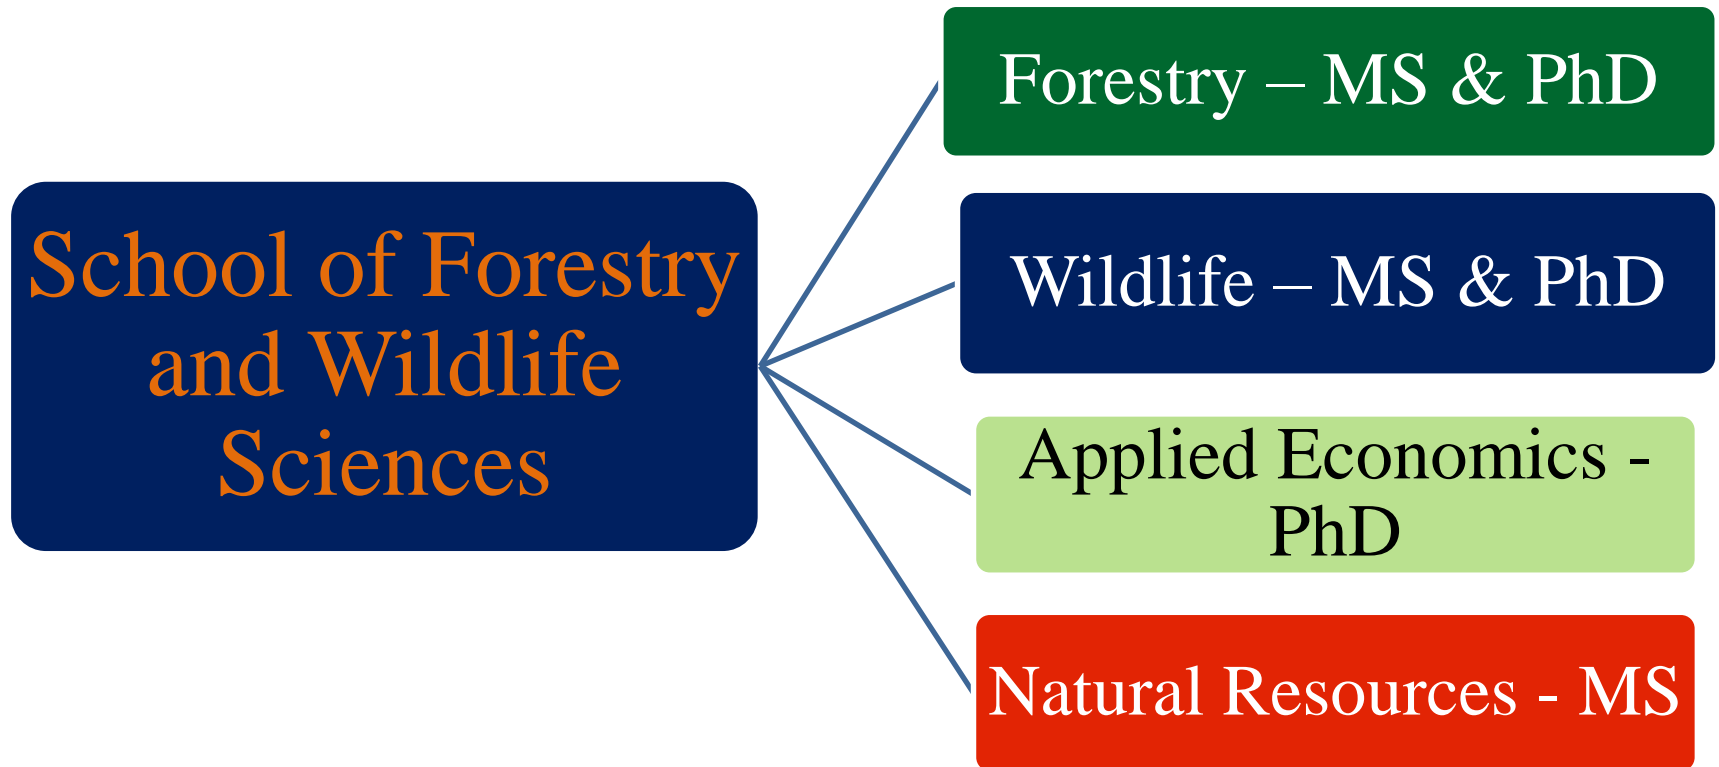 School of Forestry
and Wildlife
Sciences
Forestry – MS & PhD
Wildlife – MS & PhD
Applied Economics -
PhD
Natural Resources - MS